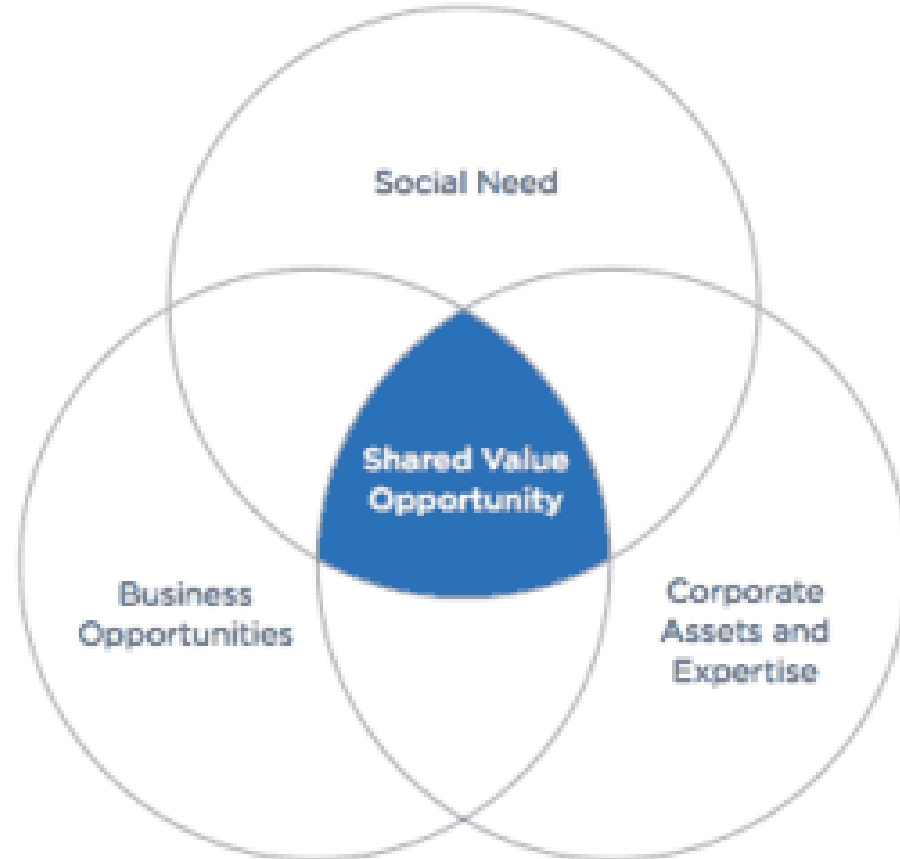 Social Need
Shared Value
Opportunity
Business
Opportunities
Corporate
Assets and
Expertise